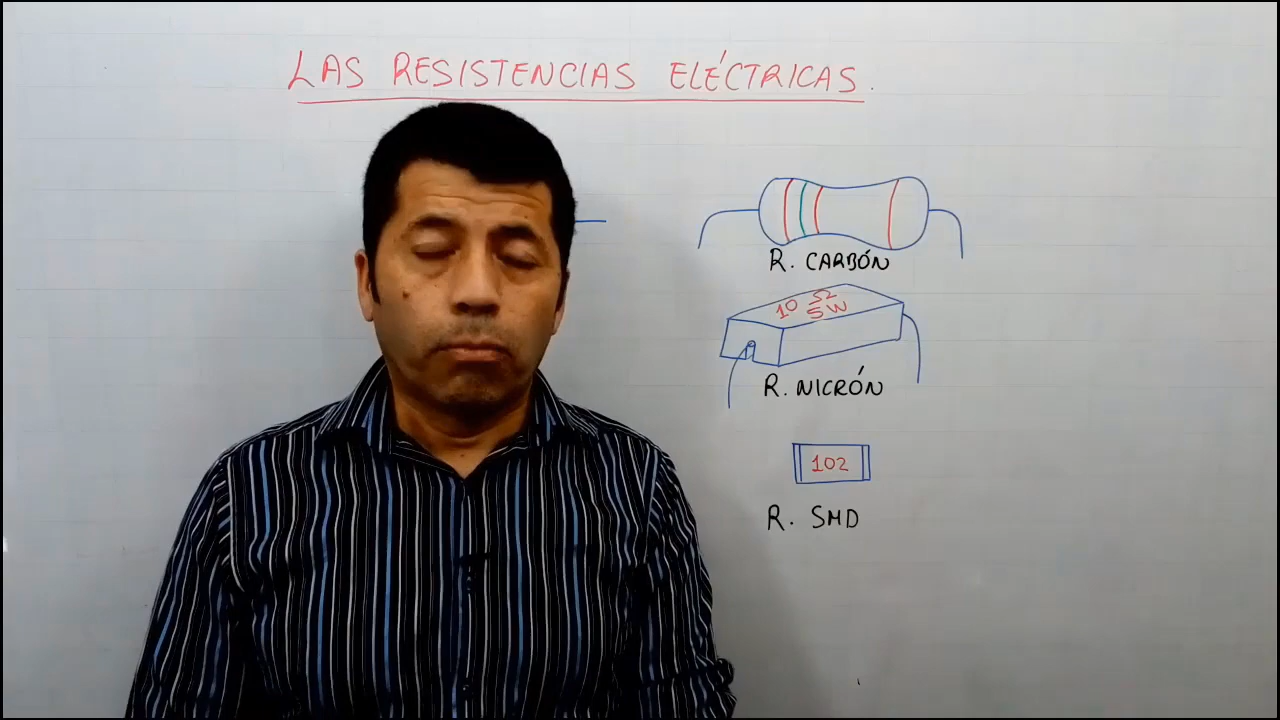 LAS RESISTENCIAS ELÉCTRICAS.
R. CARBÓN
10 Ω
5W
R. NICRÓN
102
R. SMD